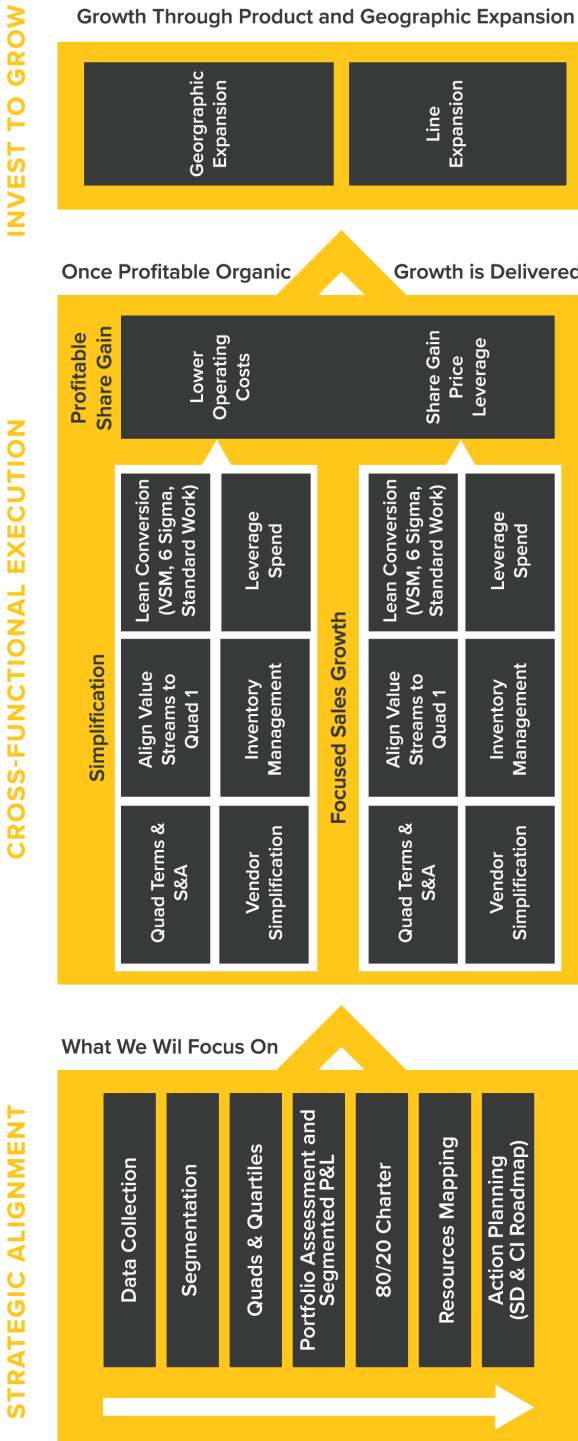 INVEST TO GROW
Growth Through Product and Geographic Expansion
Georgraphic
Expansion
Line
Expansion
CROSS-FUNCTIONAL EXECUTION
Once Profitable Organic
Growth is Delivered
Profitable
Share Gain
Lower
Operating
Costs
Share Gain
Price
Leverage
Simplification
Lean Conversion
(VSM, 6 Sigma,
Standard Work)
Leverage
Spend
Align Value
Streams to
Quad 1
Inventory
Management
Quad Terms &
S&A
Vendor
Simplification
Focused Sales Growth
Lean Conversion
(VSM, 6 Sigma,
Standard Work)
Leverage
Spend
Align Value
Streams to
Quad 1
Inventory
Management
Quad Terms &
S&A
Vendor
Simplification
STRATEGIC ALIGNMENT
What We Wil Focus On
Data Collection
Segmentation
Quads & Quartiles
Portfolio Assessment and
Segmented P&L
80/20 Charter
Resources Mapping
Action Planning
(SD & CI Roadmap)